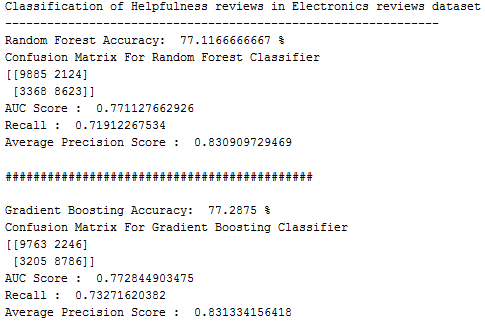 Classification of Helpfulness reviews in Electronics reviews dataset
--------------------------------------------------------------
Random Forest Accuracy:  77.1166666667 %
Confusion Matrix For Random Forest Classifier
[[9885 2124]
 [3368 8623]]
AUC Score :  0.771127662926
Recall :  0.71912267534
Average Precision Score :  0.830909729469
############################################
Gradient Boosting Accuracy:  77.2875 %
Confusion Matrix For Gradient Boosting Classifier
[[9763 2246]
 [3205 8786]]
AUC Score :  0.772844903475
Recall :  0.73271620382
Average Precision Score :  0.831334156418